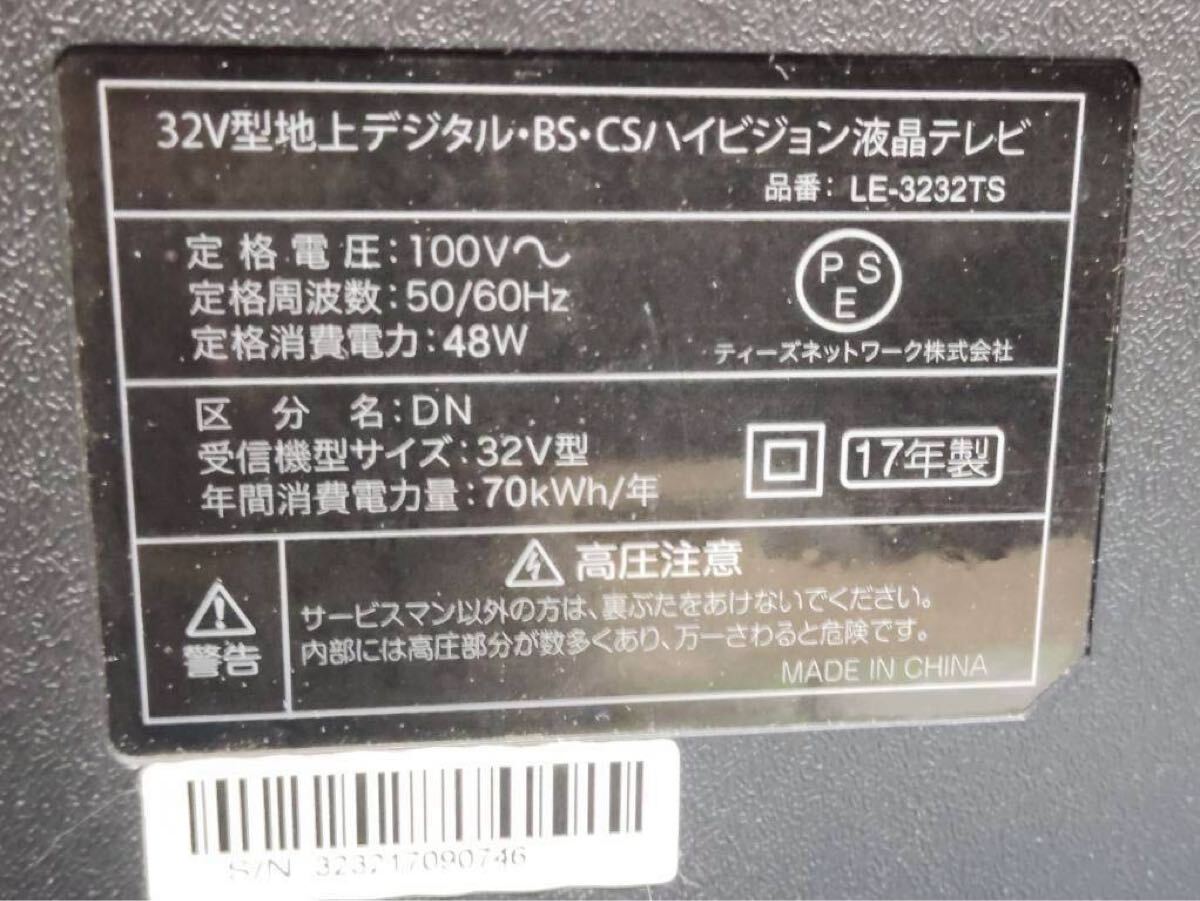 32V型地上デジタル・BS・CSハイビジョン液晶テレビ
品番: LE-3232TS
定格電圧:100V～
定格周波数:50/60Hz
定格消費電力:48W
PSE
ティーズネットワーク株式会社
区分名:DN
受信機型サイズ:32V型
年間消費電力量:70kWh/年
17年製
高圧注意
警告
サービスマン以外の方は、裏ぶたをあけないでください。
内部には高圧部分が数多くあり、万一さわると危険です。
MADE IN CHINA
S/N 323217090746